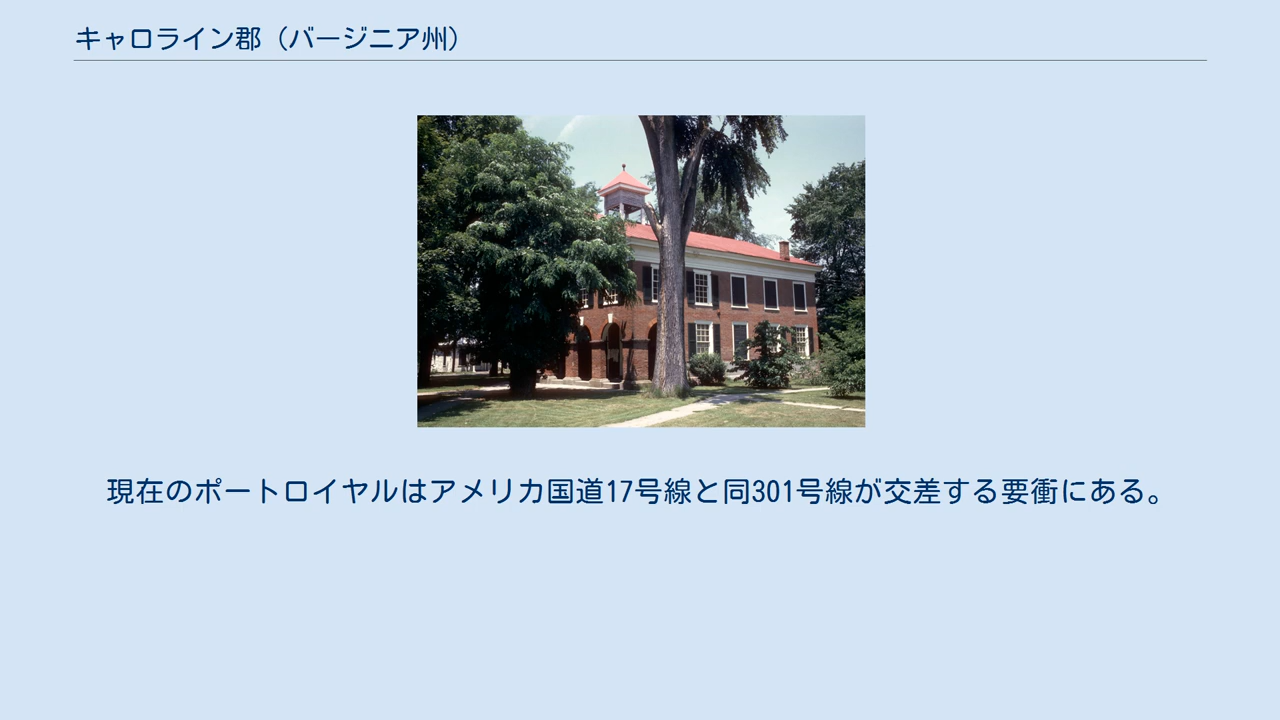 キャロライン郡（バージニア州）
現在のポートロイヤルはアメリカ国道17号線と同301号線が交差する要衝にある。